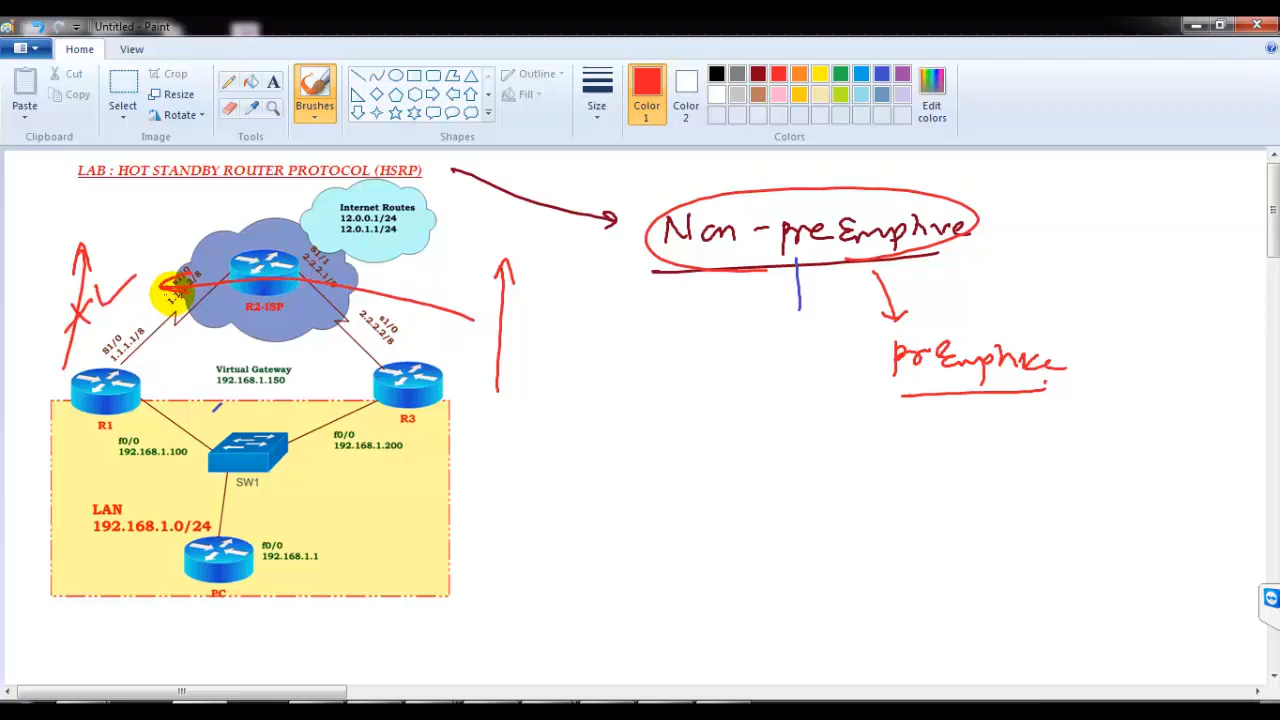 Untitled - Paint
Home
View
Paste
Cut
Copy
Clipboard
Select
Crop
Resize
Rotate
Image
Tools
Brushes
Outline
Fill
Shapes
Size
Color 1
Color 2
Edit colors
Colors
LAB : HOT STANDBY ROUTER PROTOCOL (HSRP)
Internet Routes
12.0.0.1/24
12.0.1.1/24
S1/1
2.2.2.1/8
R2-ISP
S1/0
1.1.1.1/8
s1/0
2.2.2.2/8
Virtual Gateway
192.168.1.150
R1
R3
f0/0
192.168.1.100
f0/0
192.168.1.200
SW1
LAN
192.168.1.0/24
f0/0
192.168.1.1
PC
Non-preEmptive
prEmptive